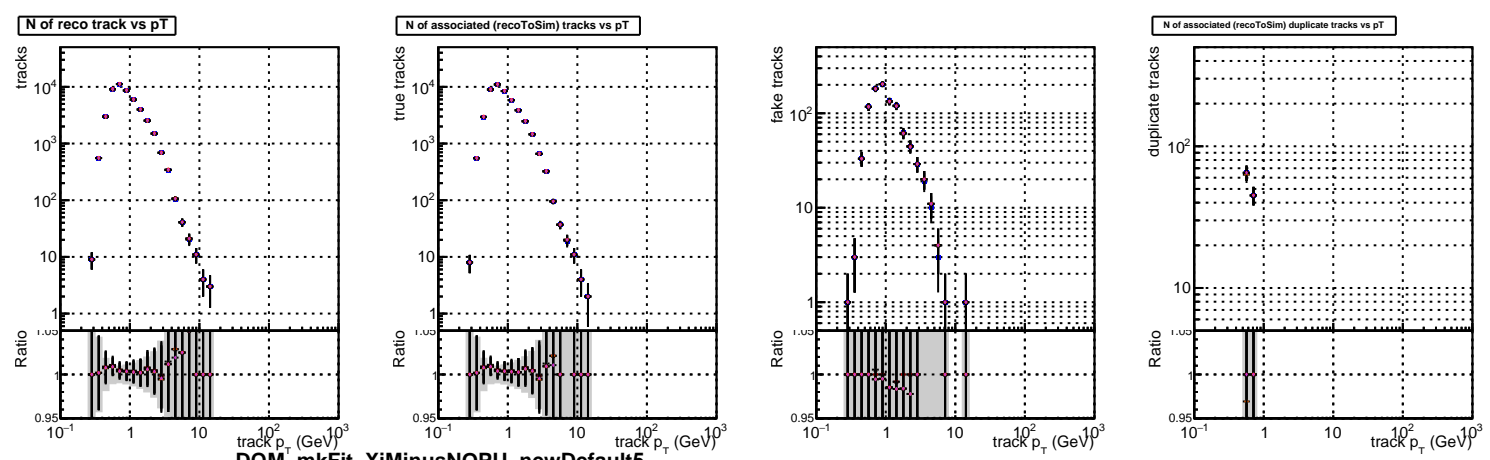 N of reco track vs pT
N of associated (recoToSim) tracks vs pT
N of associated (recoToSim) duplicate tracks vs pT
tracks
10^4
10^3
10^2
10
1
Ratio
1.05
1
0.95
10^-1 1 10 10^2 10^3
track p_T (GeV)
true tracks
10^4
10^3
10^2
10
1
Ratio
1.05
1
0.95
10^-1 1 10 10^2 10^3
track p_T (GeV)
fake tracks
10^2
10
1
Ratio
1.05
1
0.95
10^-1 1 10 10^2 10^3
track p_T (GeV)
duplicate tracks
10^2
10
Ratio
1.05
1
0.95
10^-1 1 10 10^2 10^3
track p_T (GeV)